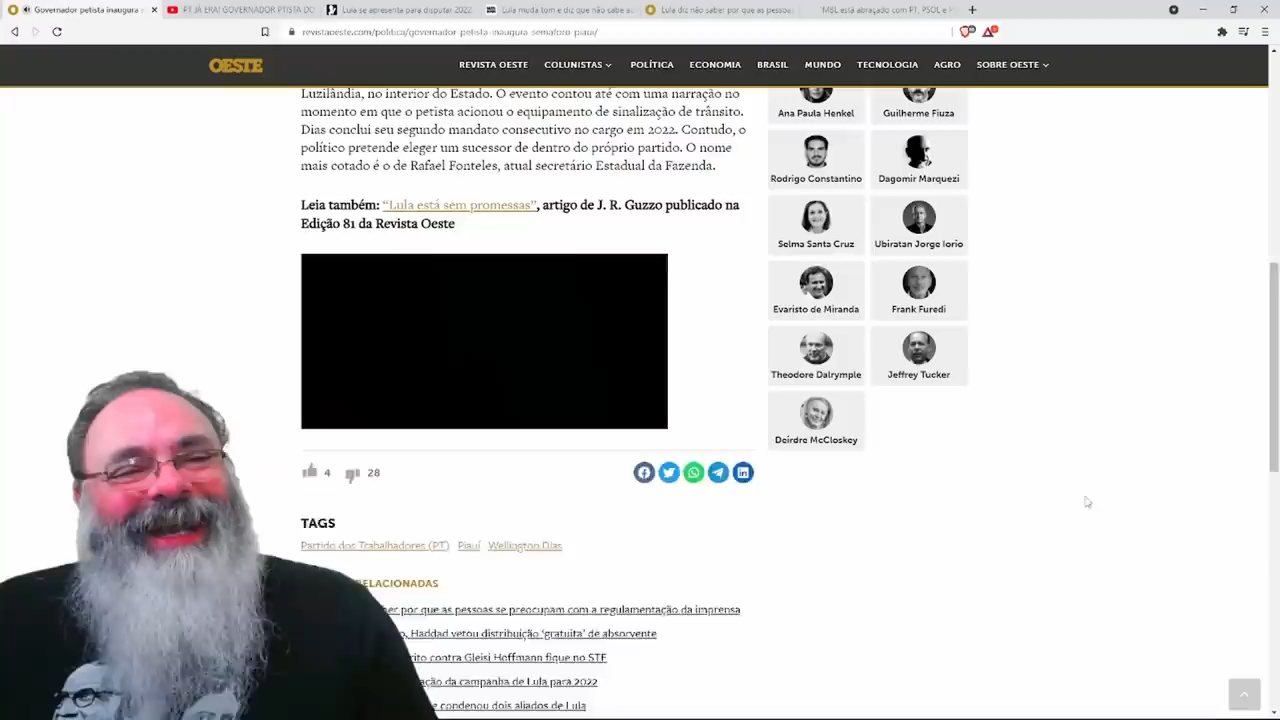 Governador petista inaugura s
PT JÁ ERA! GOVERNADOR PTISTA DO
Lula se apresenta para disputar 2022
Lula muda tom e diz que não cabe ao
Lula diz não saber por que as pessoa
'MBL está abraçado com PT, PSOL e P
revistaoeste.com/politica/governador-petista-inaugura-semaforo-piaui/
OESTE
REVISTA OESTE
COLUNISTAS
POLÍTICA
ECONOMIA
BRASIL
MUNDO
TECNOLOGIA
AGRO
SOBRE OESTE
Luzilândia, no interior do Estado. O evento contou até com uma narração no
momento em que o petista acionou o equipamento de sinalização de trânsito.
Dias conclui seu segundo mandato consecutivo no cargo em 2022. Contudo, o
político pretende eleger um sucessor de dentro do próprio partido. O nome
mais cotado é o de Rafael Fonteles, atual secretário Estadual da Fazenda.
Leia também: “Lula está sem promessas”, artigo de J. R. Guzzo publicado na
Edição 81 da Revista Oeste
4
28
TAGS
Partido dos Trabalhadores (PT) Piauí Wellington Dias
RELACIONADAS
ber por que as pessoas se preocupam com a regulamentação da imprensa
o, Haddad vetou distribuição ‘gratuita’ de absorvente
rito contra Gleisi Hoffmann fique no STF
ação da campanha de Lula para 2022
e condenou dois aliados de Lula
Ana Paula Henkel
Guilherme Fiuza
Rodrigo Constantino
Dagomir Marquezi
Selma Santa Cruz
Ubiratan Jorge Iorio
Evaristo de Miranda
Frank Furedi
Theodore Dalrymple
Jeffrey Tucker
Deirdre McCloskey